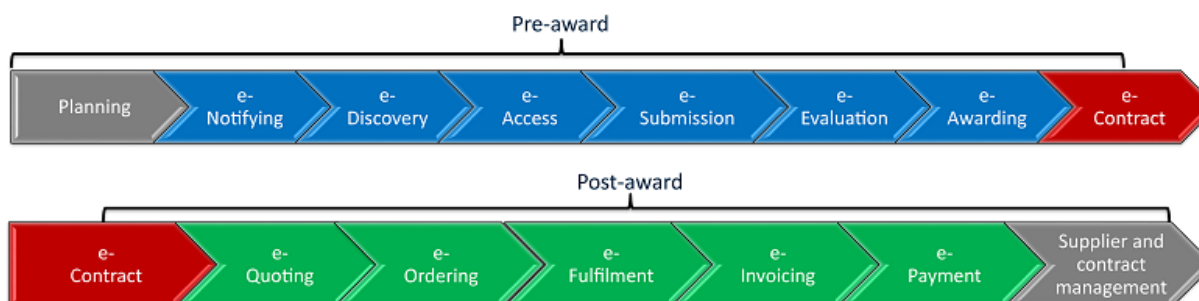 Pre-award
Planning
e-
Notifying
e-
Discovery
e-
Access
e-
Submission
e-
Evaluation
e-
Awarding
e-
Contract
Post-award
e-
Contract
e-
Quoting
e-
Ordering
e-
Fulfilment
e-
Invoicing
e-
Payment
Supplier and
contract
management